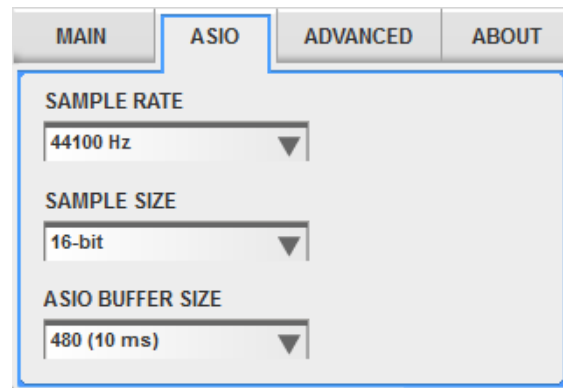 MAIN ASIO ADVANCED ABOUT
SAMPLE RATE
44100 Hz
SAMPLE SIZE
16-bit
ASIO BUFFER SIZE
480 (10 ms)